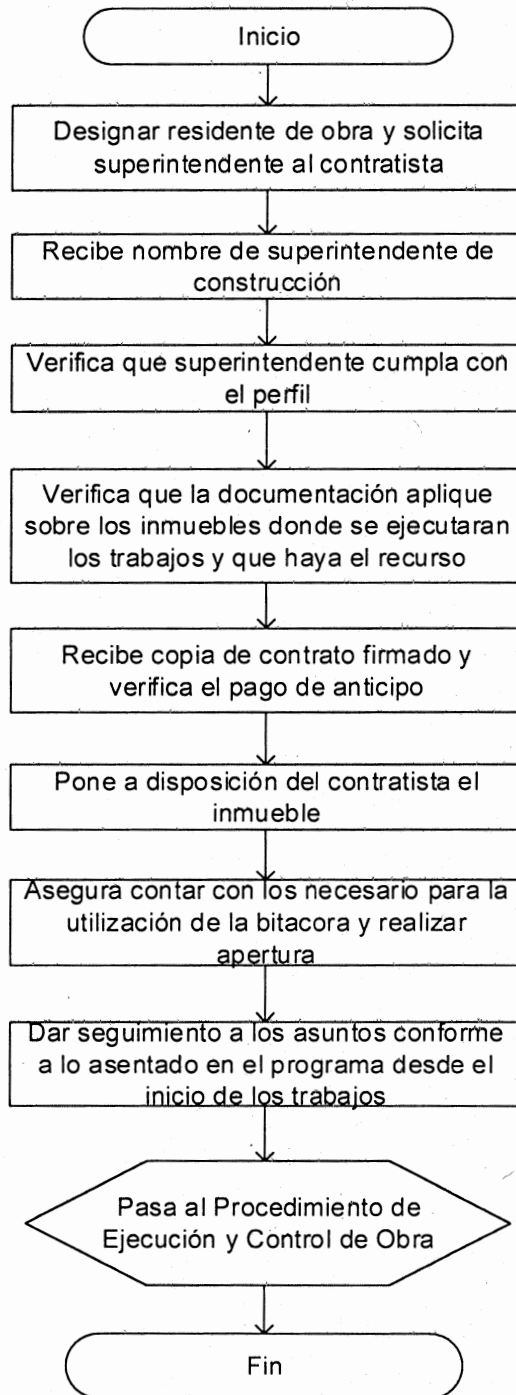 Inicio
Designar residente de obra y solicita
superintendente al contratista
Recibe nombre de superintendente de
construcción
Verifica que superintendente cumpla con
el perfil
Verifica que la documentación aplique
sobre los inmuebles donde se ejecutaran
los trabajos y que haya el recurso
Recibe copia de contrato firmado y
verifica el pago de anticipo
Pone a disposición del contratista el
inmueble
Asegura contar con los necesario para la
utilización de la bitacora y realizar
apertura
Dar seguimiento a los asuntos conforme
a lo asentado en el programa desde el
inicio de los trabajos
Pasa al Procedimiento de
Ejecución y Control de Obra
Fin